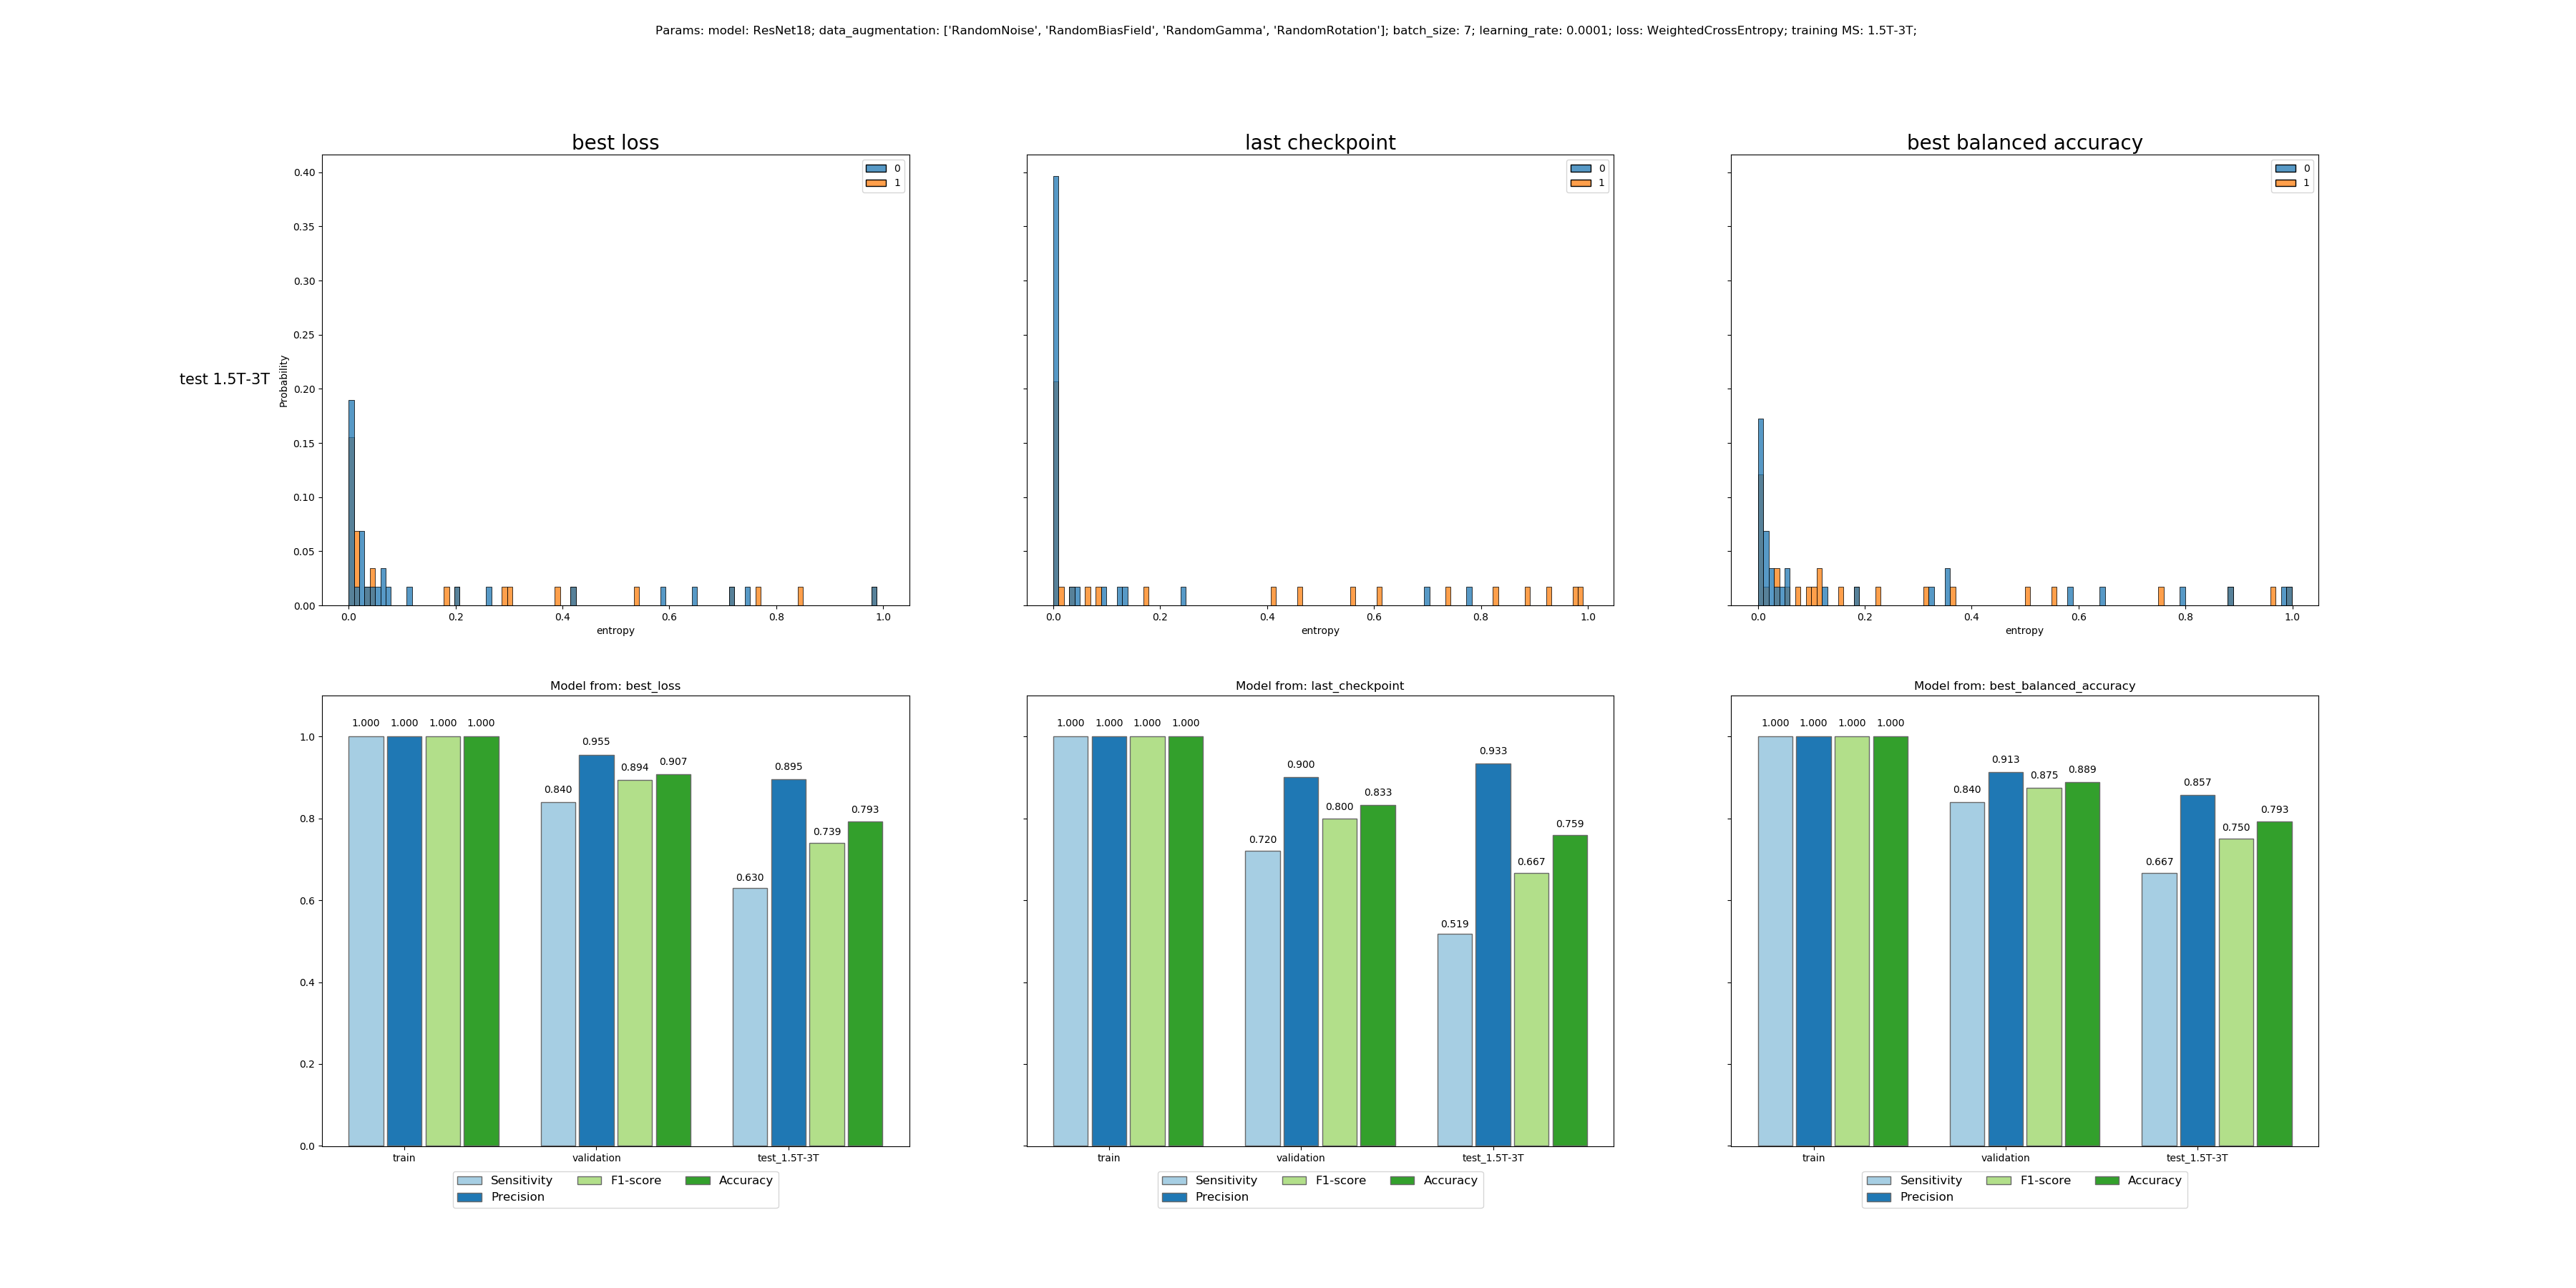 Params: model: ResNet18; data_augmentation: ['RandomNoise', 'RandomBiasField', 'RandomGamma', 'RandomRotation']; batch_size: 7; learning_rate: 0.0001; loss: WeightedCrossEntropy; training MS: 1.5T-3T;
best loss
last checkpoint
best balanced accuracy
test 1.5T-3T
Probability
0.40
0.35
0.30
0.25
0.20
0.15
0.10
0.05
0.00
0
1
0.0 0.2 0.4 0.6 0.8 1.0
entropy
0
1
0.0 0.2 0.4 0.6 0.8 1.0
entropy
0
1
0.0 0.2 0.4 0.6 0.8 1.0
entropy
Model from: best_loss
1.0
0.8
0.6
0.4
0.2
0.0
1.000 1.000 1.000 1.000
0.840 0.955 0.894 0.907
0.630 0.895 0.739 0.793
train validation test_1.5T-3T
Sensitivity F1-score Accuracy
Precision
Model from: last_checkpoint
1.000 1.000 1.000 1.000
0.720 0.900 0.800 0.833
0.519 0.933 0.667 0.759
train validation test_1.5T-3T
Sensitivity F1-score Accuracy
Precision
Model from: best_balanced_accuracy
1.000 1.000 1.000 1.000
0.840 0.913 0.875 0.889
0.667 0.857 0.750 0.793
train validation test_1.5T-3T
Sensitivity F1-score Accuracy
Precision